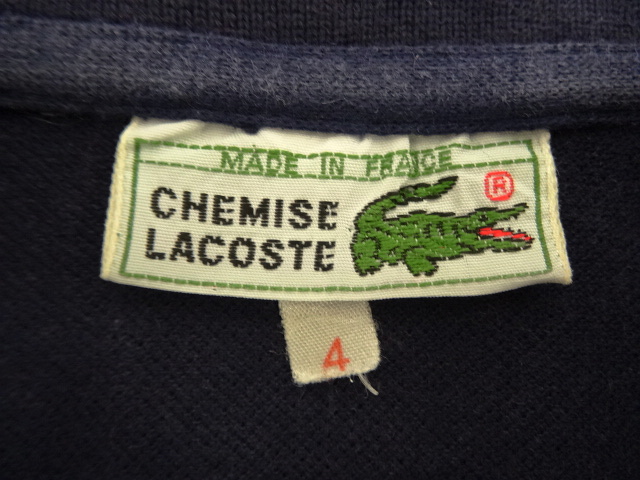 MADE IN FRANCE
CHEMISE
LACOSTE
®
4